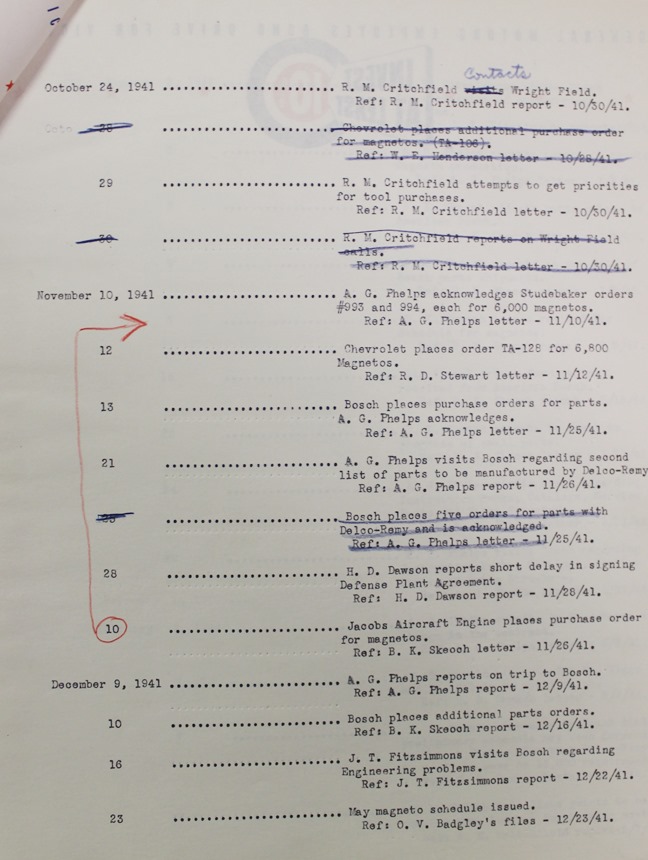 Contacts
October 24, 1941 .................................. R. M. Critchfield visits Wright Field.
Ref: R. M. Critchfield report - 10/30/41.
28 .................................. Chevrolet places additional purchase order
for magnetos. (TA-106).
Ref: W. E. Henderson letter - 10/28/41.
29 .................................. R. M. Critchfield attempts to get priorities
for tool purchases.
Ref: R. M. Critchfield letter - 10/30/41.
30 .................................. R. M. Critchfield reports on Wright Field
calls.
Ref: R. M. Critchfield letter - 10/30/41.
November 10, 1941 .................................. A. G. Phelps acknowledges Studebaker orders
#993 and 994, each for 6,000 magnetos.
Ref: A. G. Phelps letter - 11/10/41.
12 .................................. Chevrolet places order TA-128 for 6,800
Magnetos.
Ref: R. D. Stewart letter - 11/12/41.
13 .................................. Bosch places purchase orders for parts.
A. G. Phelps acknowledges.
Ref: A. G. Phelps letter - 11/25/41.
21 .................................. A. G. Phelps visits Bosch regarding second
list of parts to be manufactured by Delco-Remy
Ref: A. G. Phelps report - 11/26/41.
.................................. Bosch places five orders for parts with
Delco-Remy and is acknowledged.
Ref: A. G. Phelps letter - 11/25/41.
28 .................................. H. D. Dawson reports short delay in signing
Defense Plant Agreement.
Ref: H. D. Dawson report - 11/28/41.
10 .................................. Jacobs Aircraft Engine places purchase order
for magnetos.
Ref: B. K. Skeoch letter - 11/26/41.
December 9, 1941 .................................. A. G. Phelps reports on trip to Bosch.
Ref: A. G. Phelps report - 12/9/41.
10 .................................. Bosch places additional parts orders.
Ref: B. K. Skeoch report - 12/16/41.
16 .................................. J. T. Fitzsimmons visits Bosch regarding
Engineering problems.
Ref: J. T. Fitzsimmons report - 12/22/41.
23 .................................. May magneto schedule issued.
Ref: O. V. Badgley's files - 12/23/41.